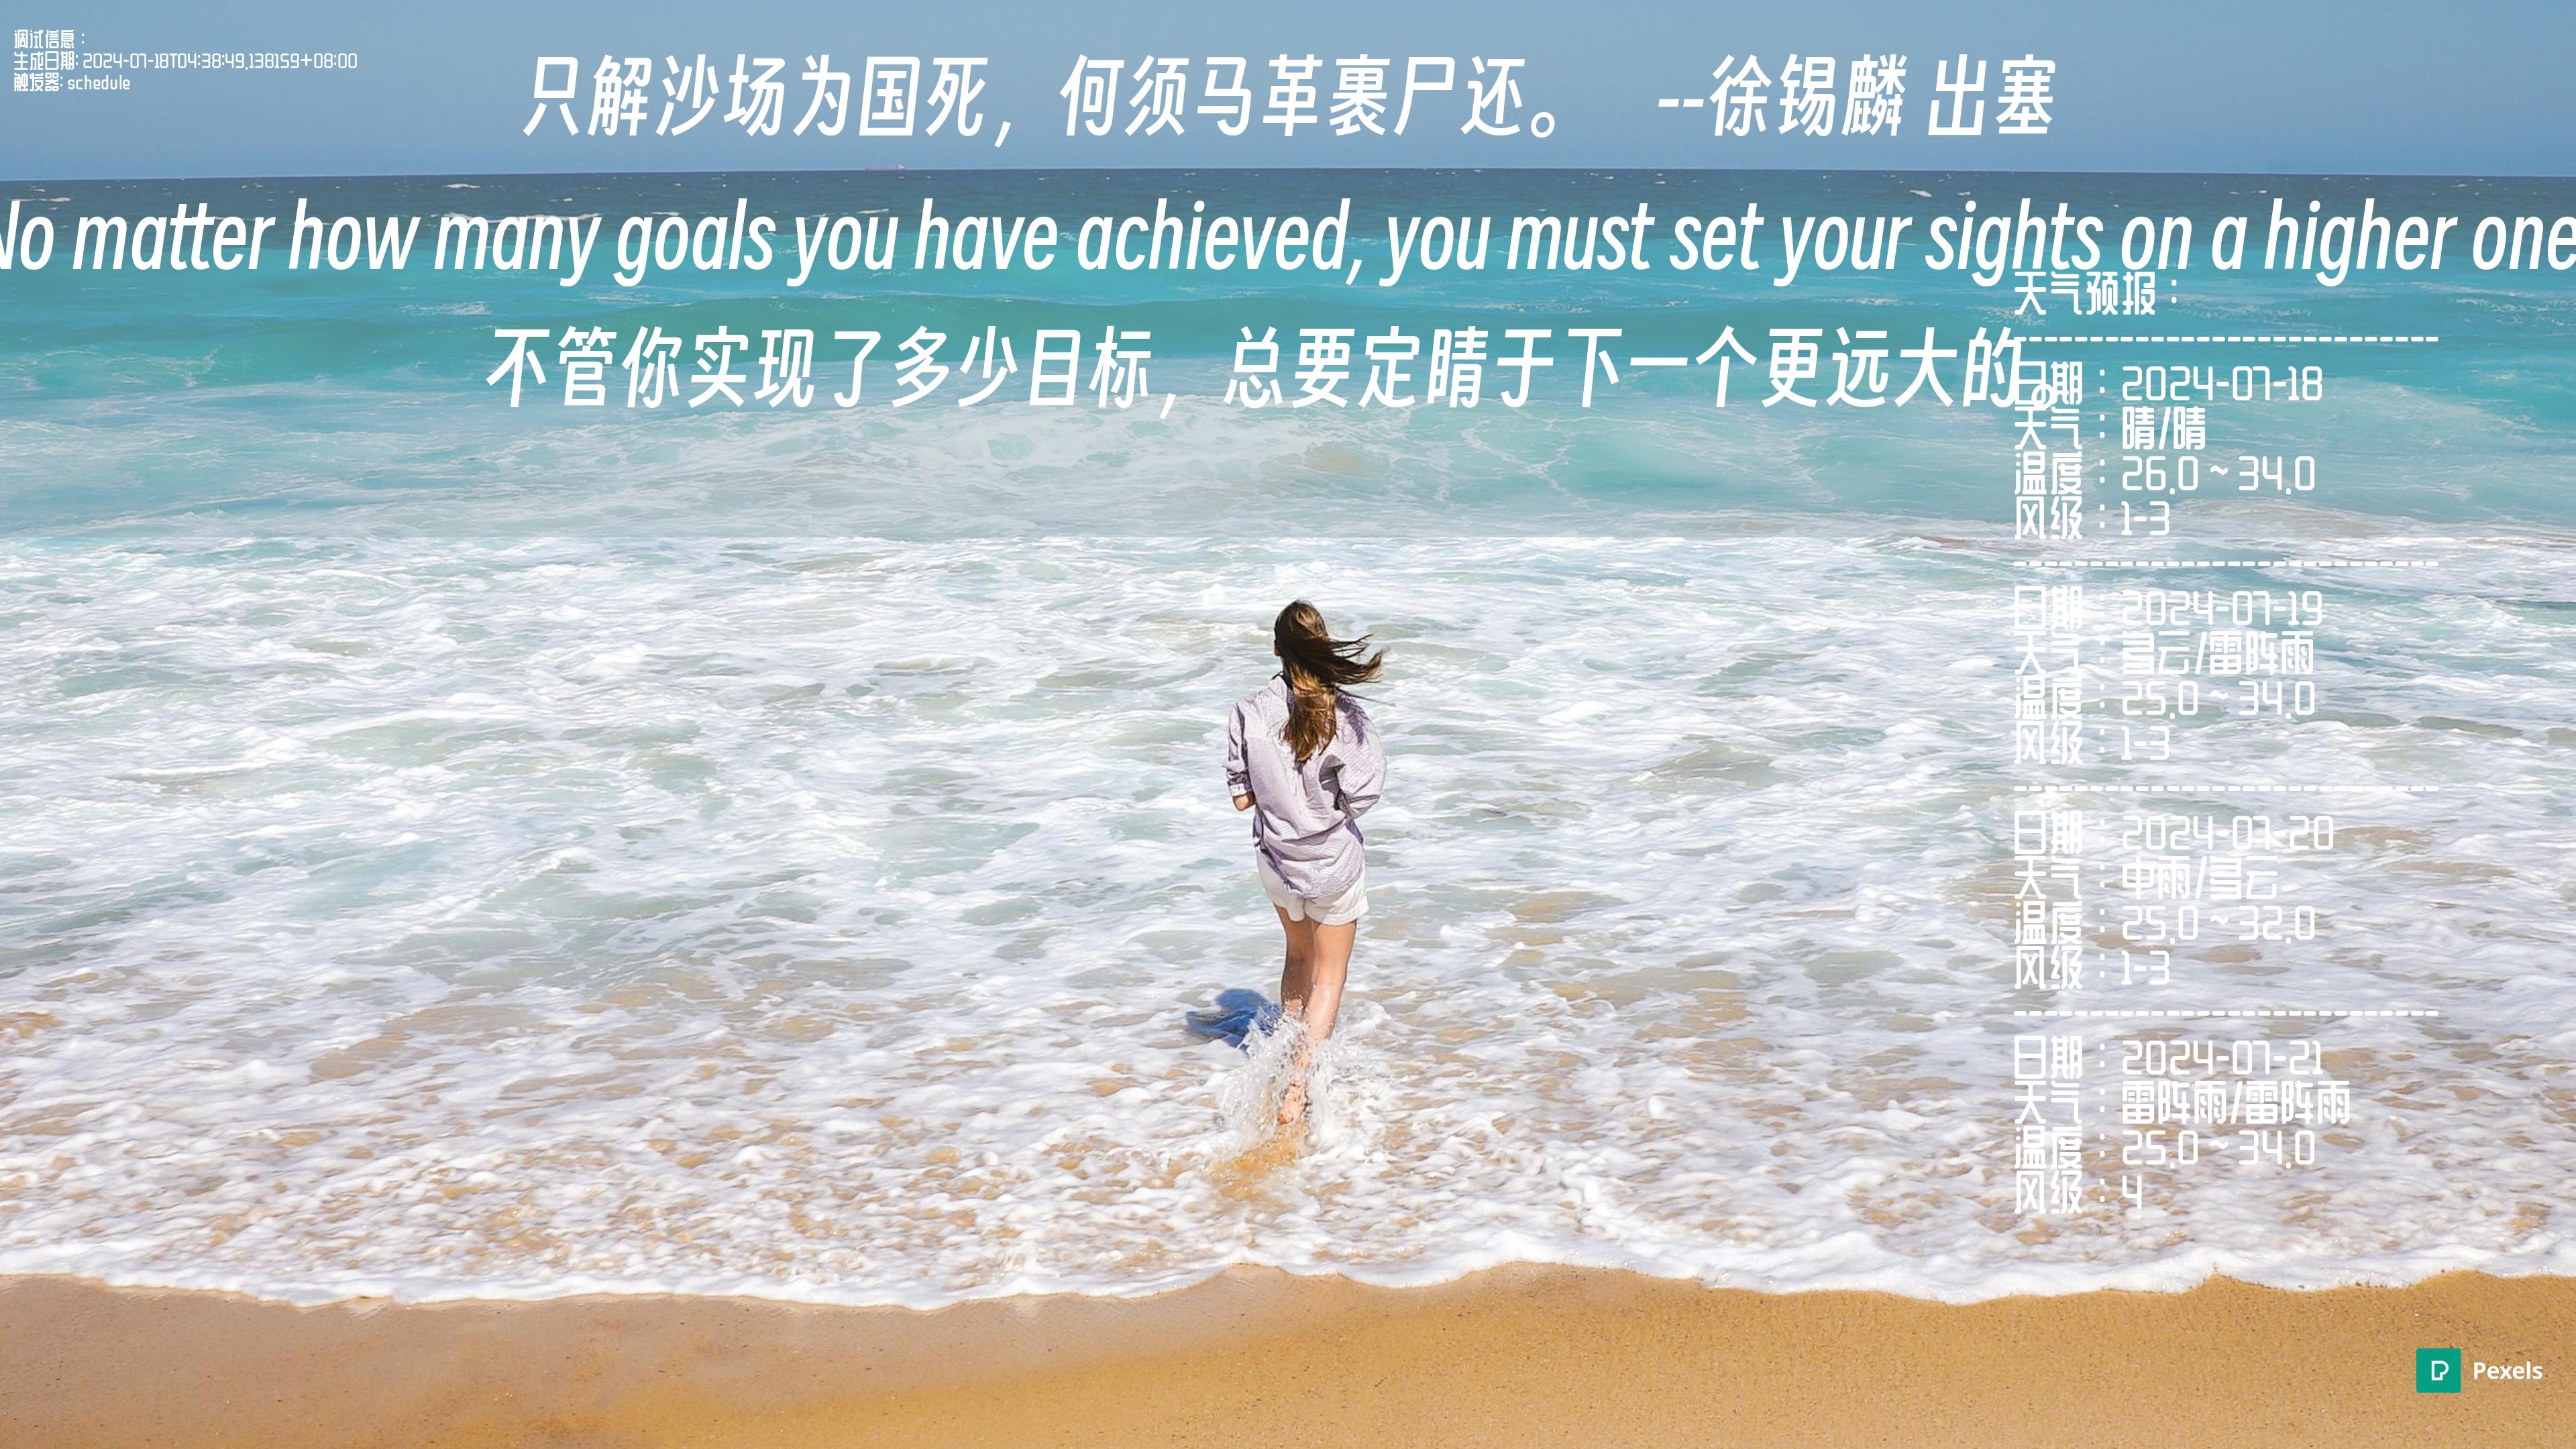 调试信息：
生成日期: 2024-07-18T04:38:49.138159+08:00
触发器: schedule
只解沙场为国死，何须马革裹尸还。 --徐锡麟 出塞
No matter how many goals you have achieved, you must set your sights on a higher one
不管你实现了多少目标，总要定睛于下一个更远大的。
天气预报：
------------------------------
日期：2024-07-18
天气：晴/晴
温度：26.0 ~ 34.0
风级：1-3
------------------------------
日期：2024-07-19
天气：多云/雷阵雨
温度：25.0 ~ 34.0
风级：1-3
------------------------------
日期：2024-07-20
天气：中雨/多云
温度：25.0 ~ 32.0
风级：1-3
------------------------------
日期：2024-07-21
天气：雷阵雨/雷阵雨
温度：25.0 ~ 34.0
风级：4
Pexels